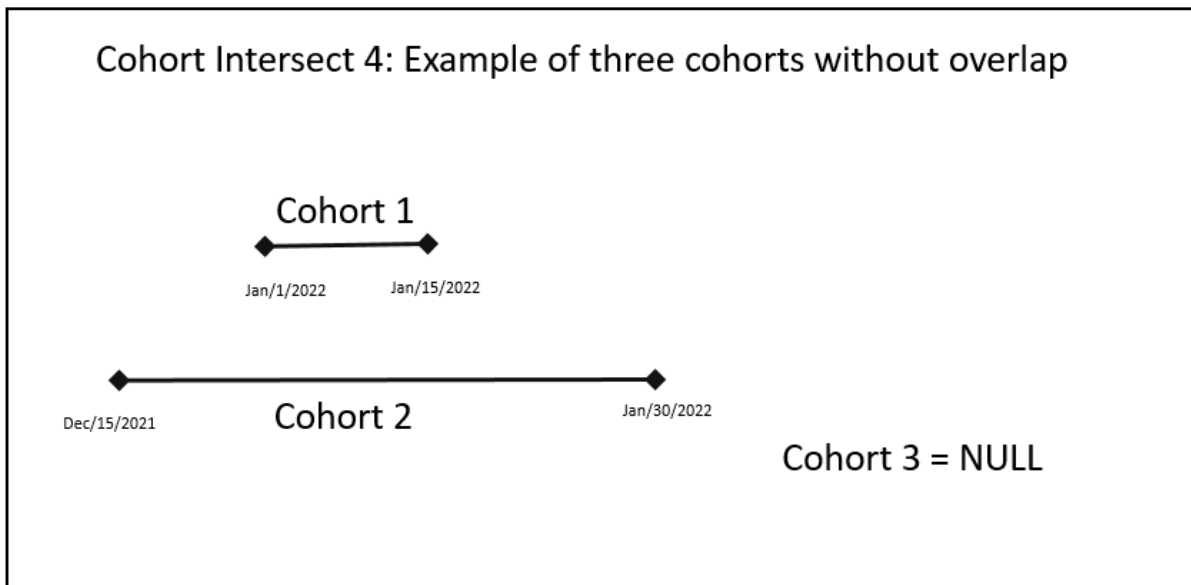 Cohort Intersect 4: Example of three cohorts without overlap
Cohort 1
Jan/1/2022
Jan/15/2022
Dec/15/2021
Cohort 2
Jan/30/2022
Cohort 3 = NULL